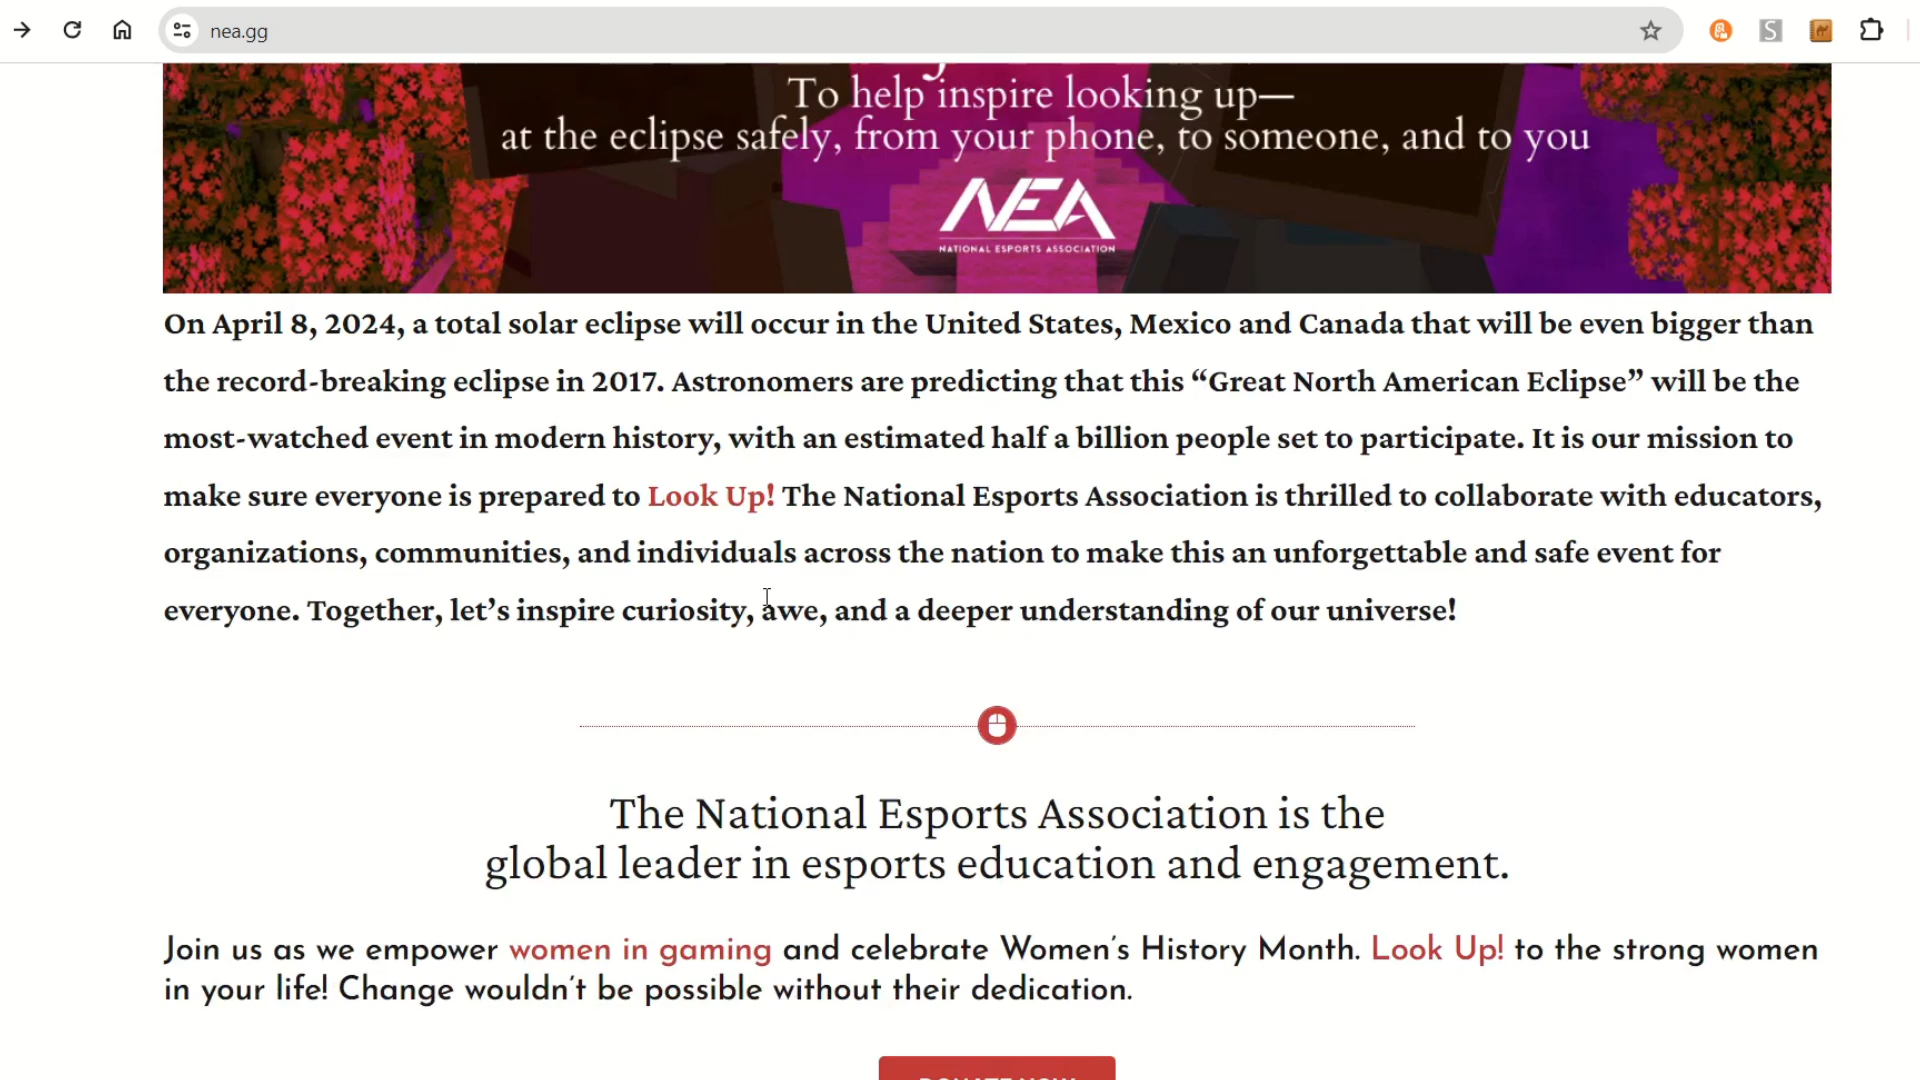 nea.gg
To help inspire looking up—
at the eclipse safely, from your phone, to someone, and to you
NEA
NATIONAL ESPORTS ASSOCIATION
On April 8, 2024, a total solar eclipse will occur in the United States, Mexico and Canada that will be even bigger than
the record-breaking eclipse in 2017. Astronomers are predicting that this “Great North American Eclipse” will be the
most-watched event in modern history, with an estimated half a billion people set to participate. It is our mission to
make sure everyone is prepared to Look Up! The National Esports Association is thrilled to collaborate with educators,
organizations, communities, and individuals across the nation to make this an unforgettable and safe event for
everyone. Together, let’s inspire curiosity, awe, and a deeper understanding of our universe!
The National Esports Association is the
global leader in esports education and engagement.
Join us as we empower women in gaming and celebrate Women’s History Month. Look Up! to the strong women
in your life! Change wouldn’t be possible without their dedication.
DONATE NOW